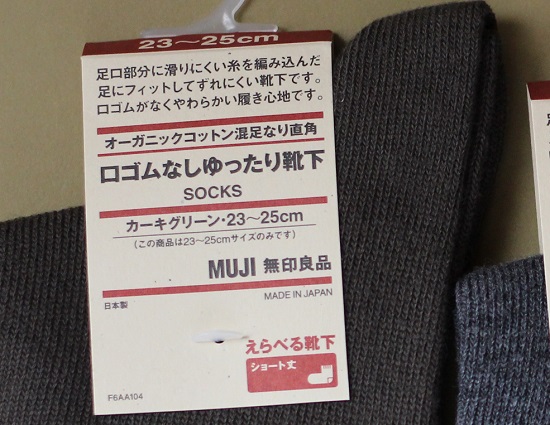 23～25cm
足口部分に滑りにくい糸を編み込んだ
足にフィットしてずれにくい靴下です。
口ゴムがなくやわらかい履き心地です。
オーガニックコットン混足なり直角
口ゴムなしゆったり靴下
SOCKS
カーキグリーン・23～25cm
(この商品は23～25cmサイズのみです)
MUJI 無印良品
日本製
MADE IN JAPAN
えらべる靴下
ショート丈
F6AA104